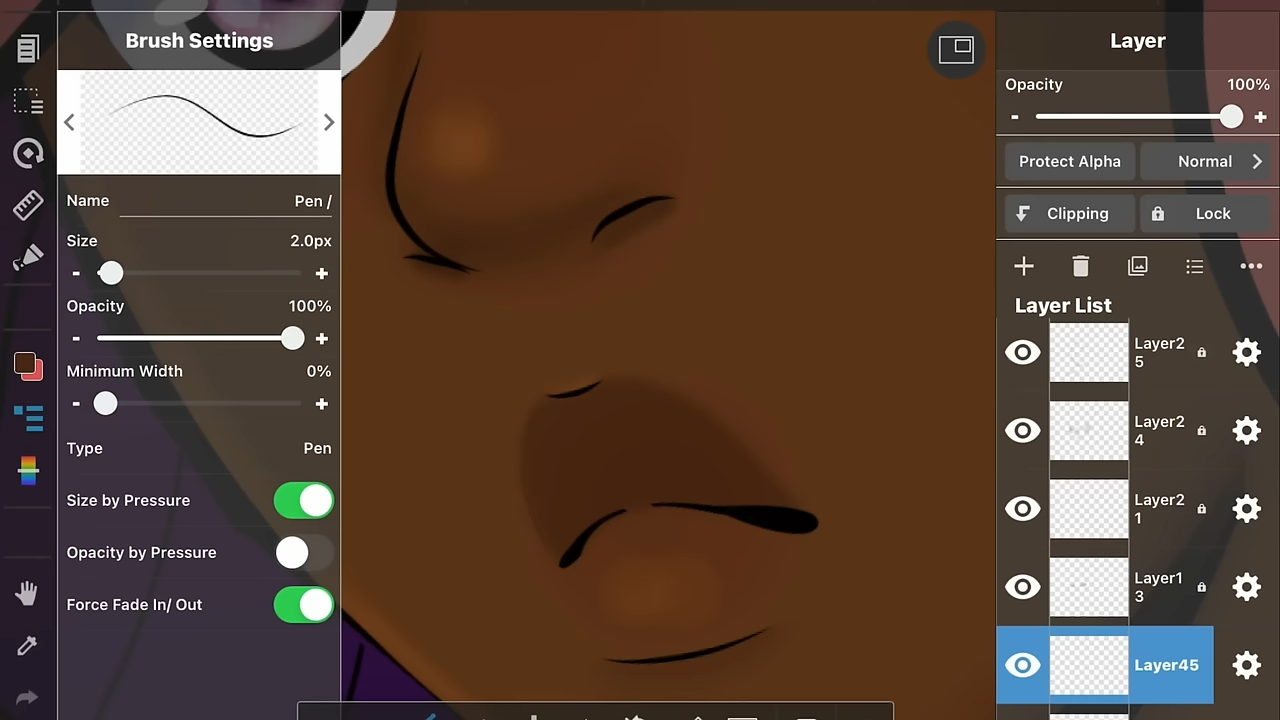 Brush Settings
Name Pen /
Size 2.0px
- +
Opacity 100%
- +
Minimum Width 0%
- +
Type Pen
Size by Pressure
Opacity by Pressure
Force Fade In/ Out
Layer
Opacity 100%
- +
Protect Alpha Normal
Clipping Lock
Layer List
Layer2
5
Layer2
4
Layer2
1
Layer1
3
Layer45